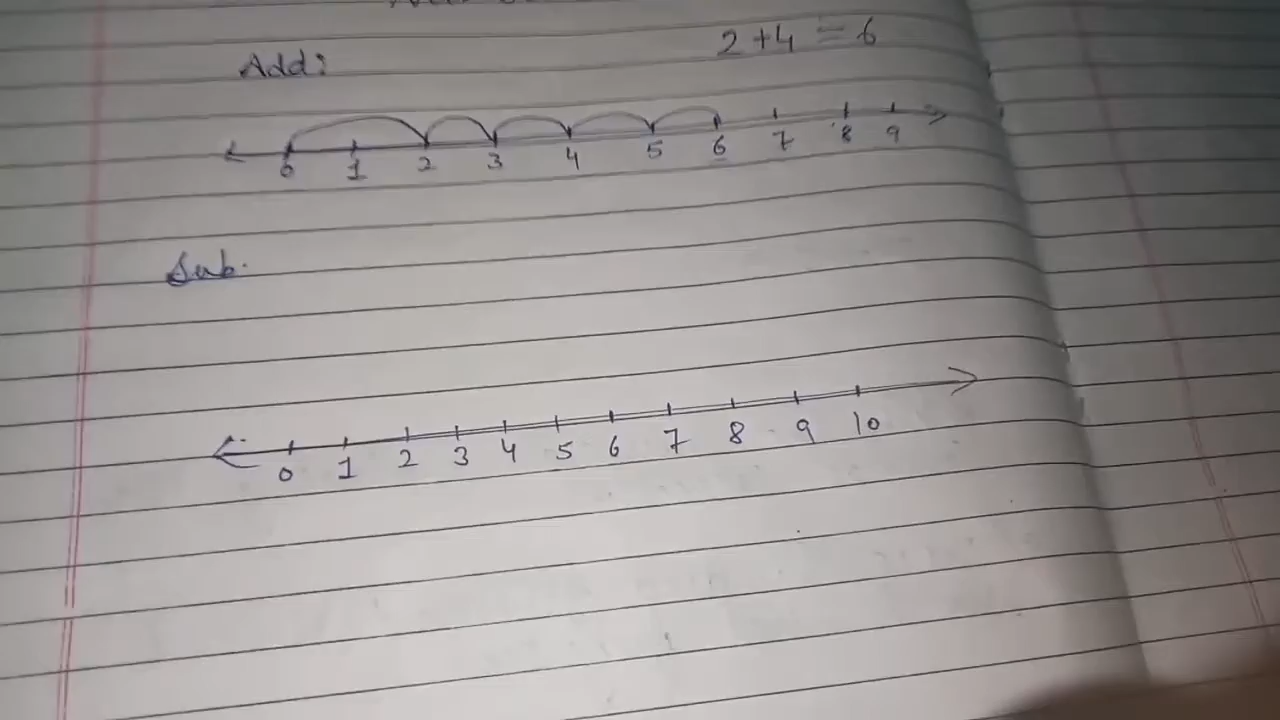 Add:
2+4 = 6
0 1 2 3 4 5 6 7 8 9
Sub.
0 1 2 3 4 5 6 7 8 9 10